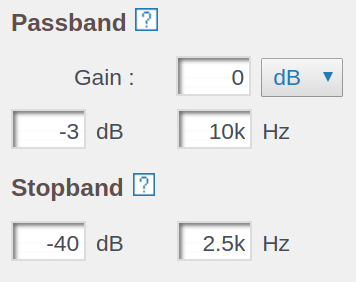 Passband ?
Gain : 0 dB
-3 dB 10k Hz
Stopband ?
-40 dB 2.5k Hz